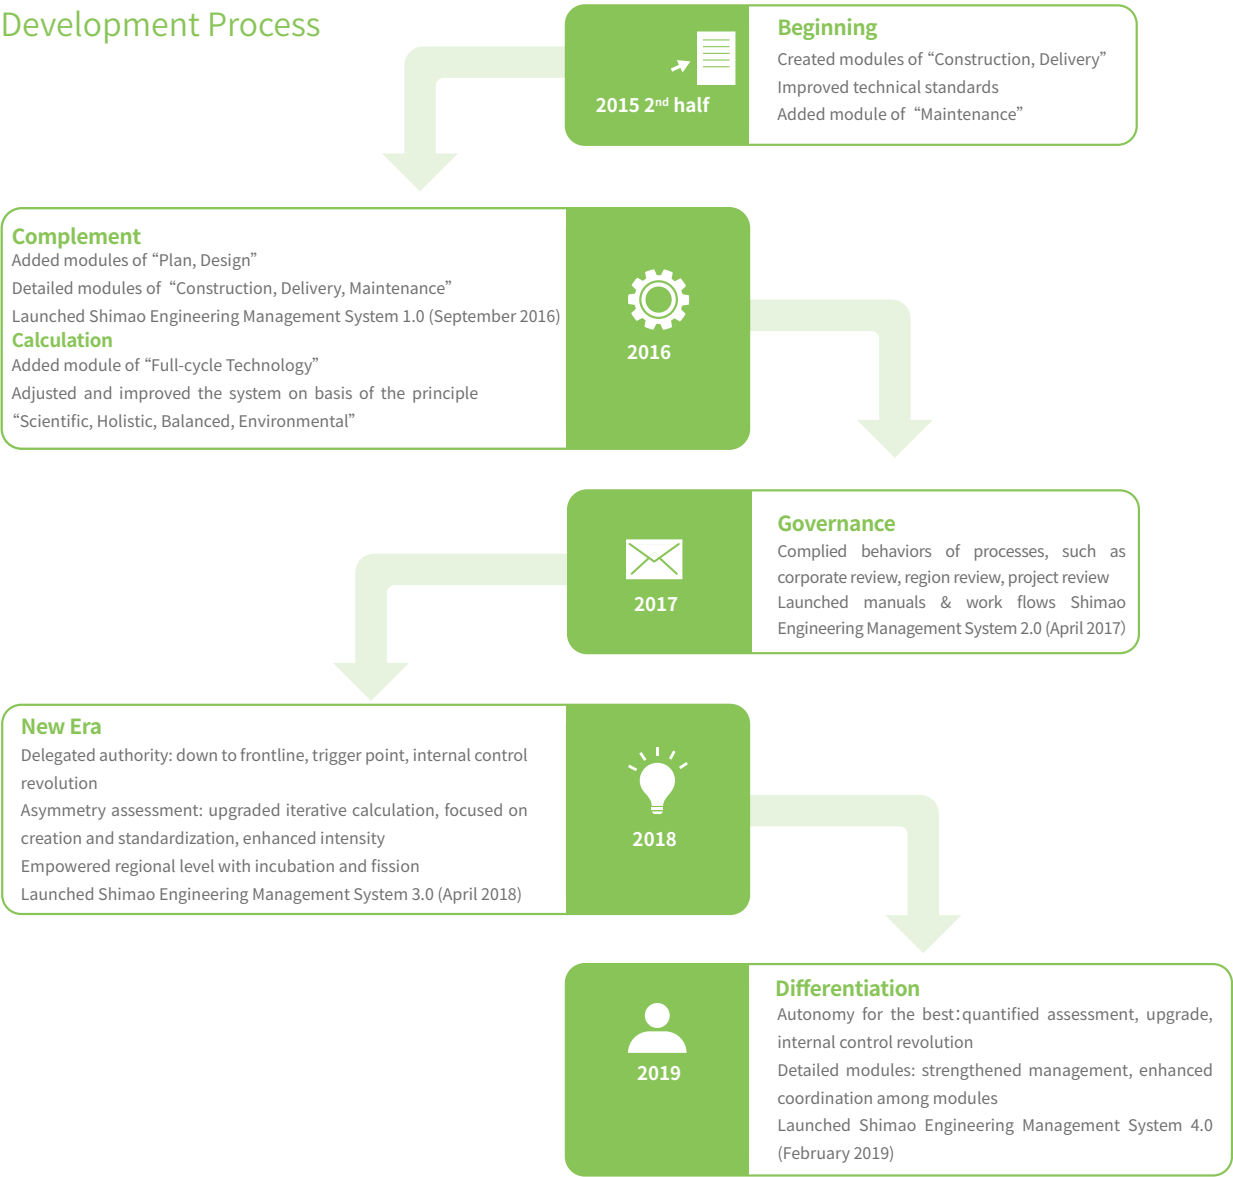 Development Process
2015 2nd half
Beginning
Created modules of “Construction, Delivery”
Improved technical standards
Added module of “Maintenance”
Complement
Added modules of “Plan, Design”
Detailed modules of “Construction, Delivery, Maintenance”
Launched Shimao Engineering Management System 1.0 (September 2016)
Calculation
Added module of “Full-cycle Technology”
Adjusted and improved the system on basis of the principle
“Scientific, Holistic, Balanced, Environmental”
2016
2017
Governance
Complied behaviors of processes, such as
corporate review, region review, project review
Launched manuals & work flows Shimao
Engineering Management System 2.0 (April 2017)
New Era
Delegated authority: down to frontline, trigger point, internal control
revolution
Asymmetry assessment: upgraded iterative calculation, focused on
creation and standardization, enhanced intensity
Empowered regional level with incubation and fission
Launched Shimao Engineering Management System 3.0 (April 2018)
2018
2019
Differentiation
Autonomy for the best:quantified assessment, upgrade,
internal control revolution
Detailed modules: strengthened management, enhanced
coordination among modules
Launched Shimao Engineering Management System 4.0
(February 2019)